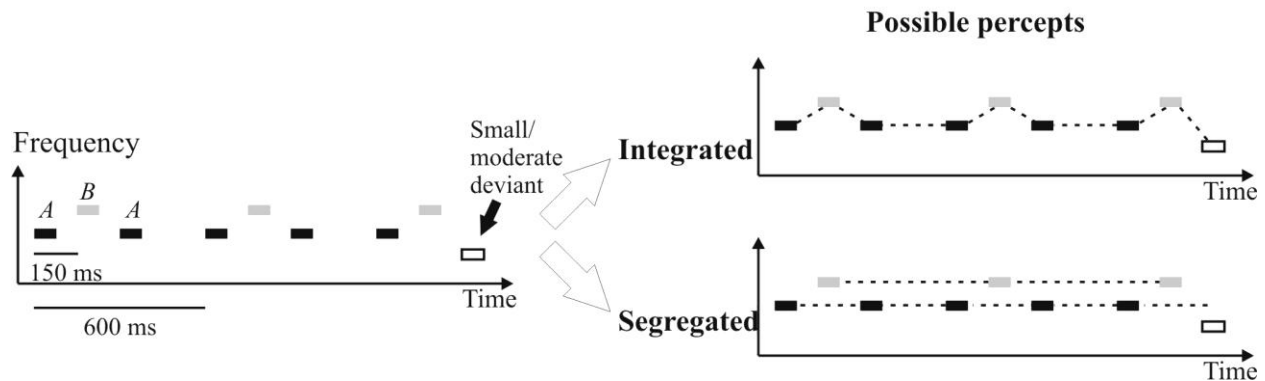 Possible percepts
Frequency
A
B
A
150 ms
600 ms
Small/
moderate
deviant
Time
Integrated
Time
Segregated
Time